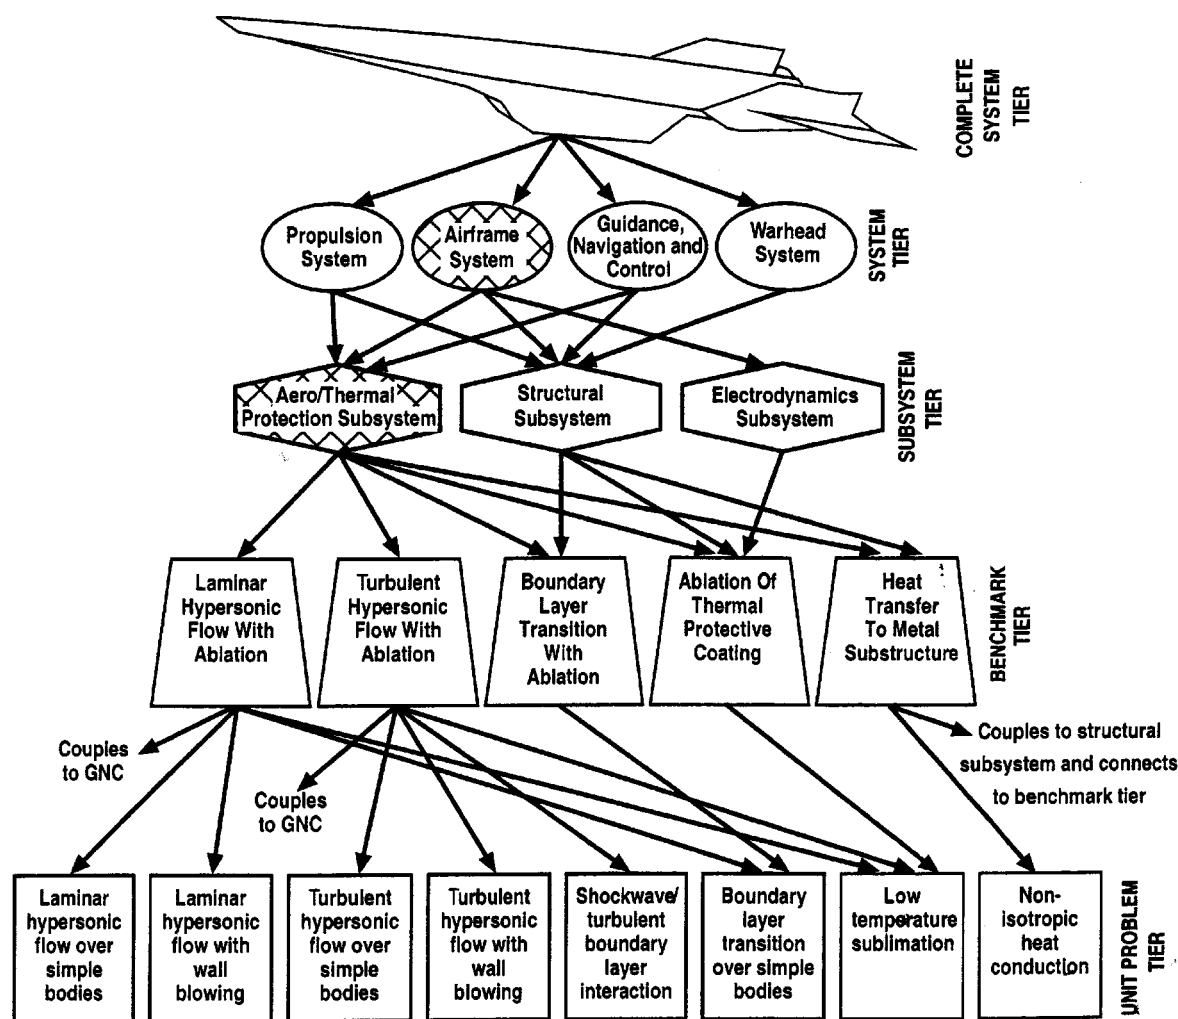 COMPLETE
SYSTEM
TIER
Propulsion
System
Airframe
System
Guidance,
Navigation and
Control
Warhead
System
SYSTEM
TIER
Aero/Thermal
Protection Subsystem
Structural
Subsystem
Electrodynamics
Subsystem
SUBSYSTEM
TIER
Laminar
Hypersonic
Flow With
Ablation
Turbulent
Hypersonic
Flow With
Ablation
Boundary
Layer
Transition
With
Ablation
Ablation Of
Thermal
Protective
Coating
Heat
Transfer
To Metal
Substructure
BENCHMARK
TIER
Couples
to GNC
Couples
to GNC
Couples to structural
subsystem and connects
to benchmark tier
Laminar
hypersonic
flow over
simple
bodies
Laminar
hypersonic
flow with
wall
blowing
Turbulent
hypersonic
flow over
simple
bodies
Turbulent
hypersonic
flow with
wall
blowing
Shockwave/
turbulent
boundary
layer
interaction
Boundary
layer
transition
over simple
bodies
Low
temperature
sublimation
Non-
isotropic
heat
conduction
UNIT PROBLEM
TIER